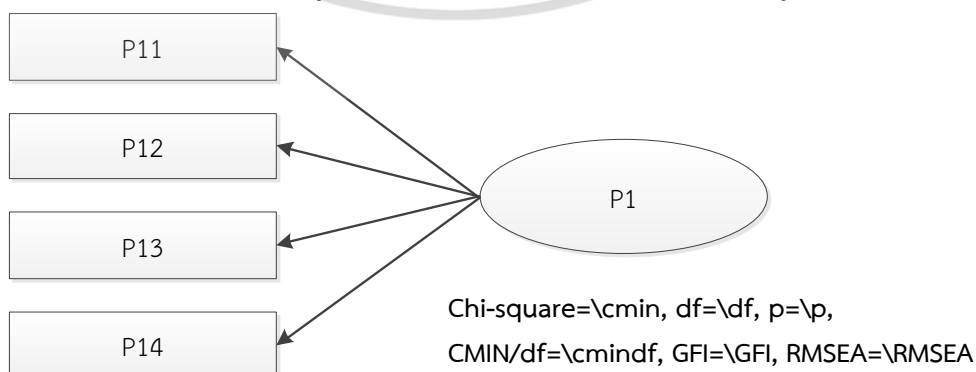 P11
P12
P1
P13
P14
Chi-square=\cmin, df=\df, p=\p,
CMIN/df=\cmindf, GFI=\GFI, RMSEA=\RMSEA